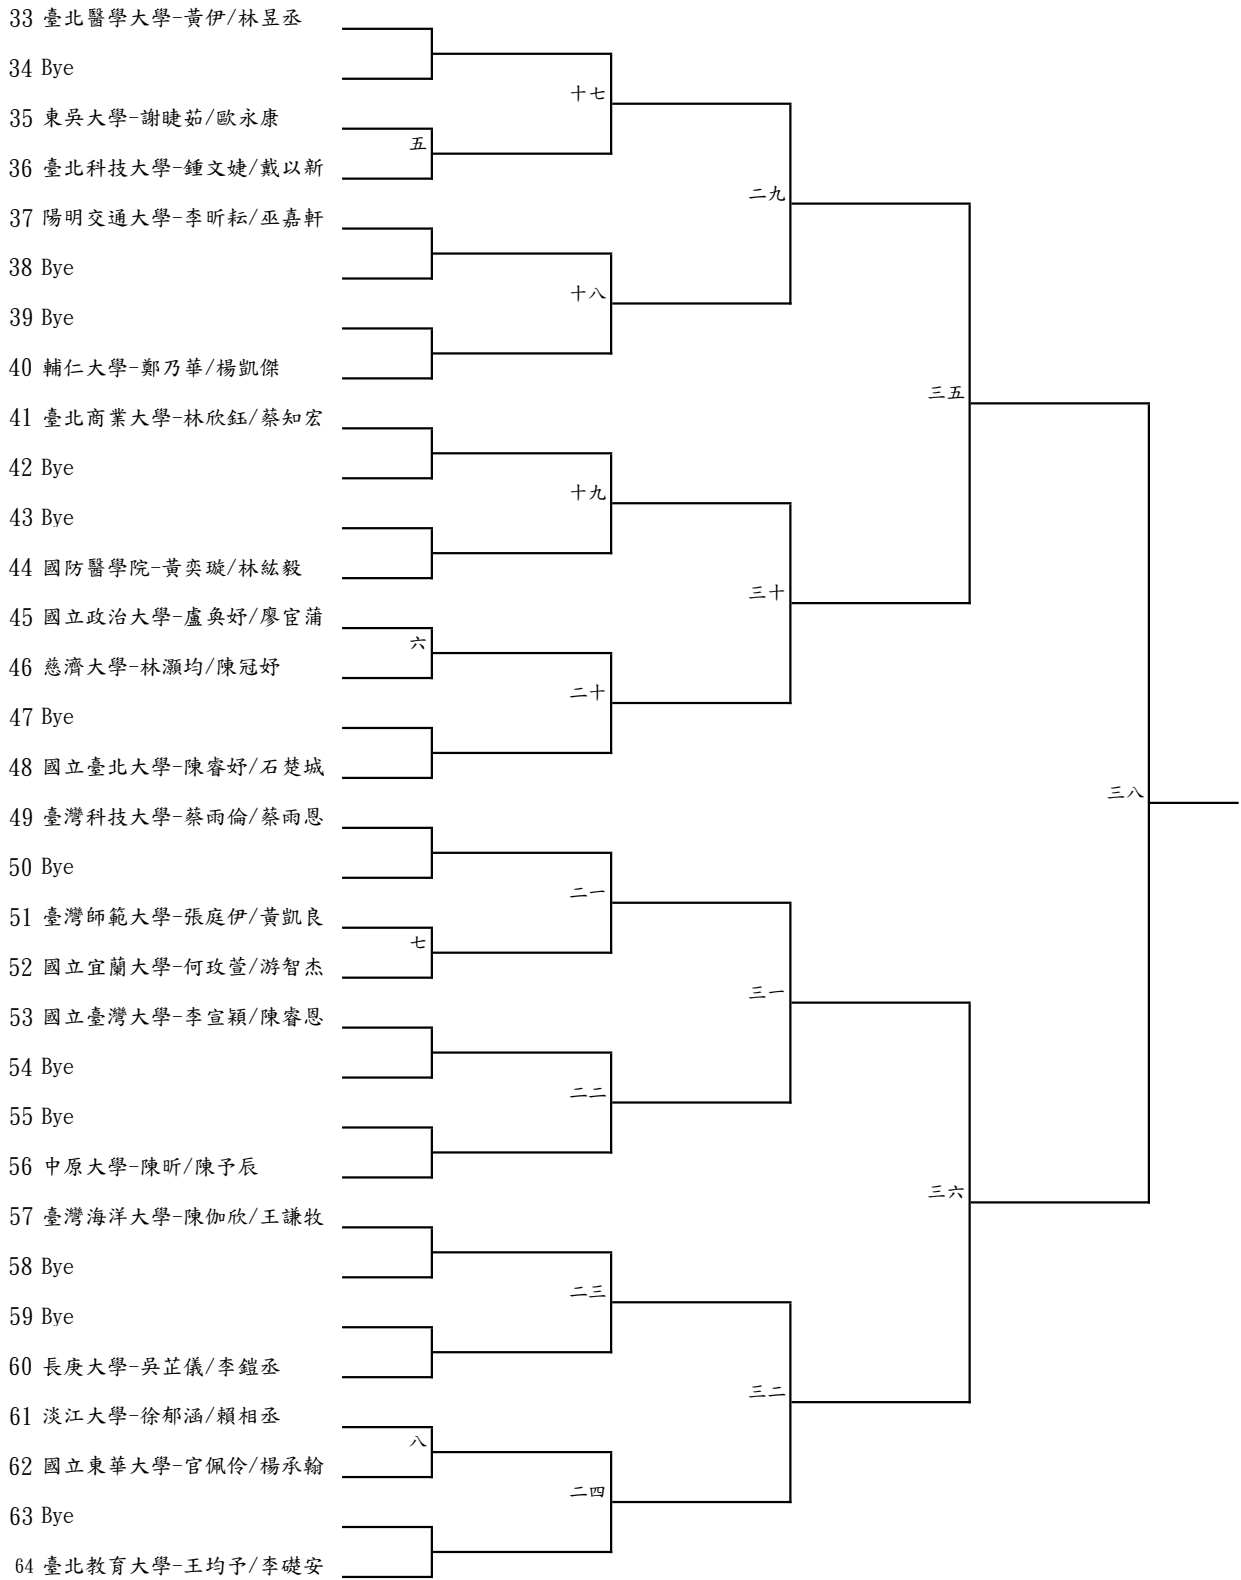 33 臺北醫學大學-黃伊/林昱丞
34 Bye
十七
35 東吳大學-謝睫茹/歐永康
五
36 臺北科技大學-鍾文婕/戴以新
二九
37 陽明交通大學-李昕耘/巫嘉軒
38 Bye
十八
39 Bye
40 輔仁大學-鄭乃華/楊凱傑
三五
41 臺北商業大學-林欣鈺/蔡知宏
42 Bye
十九
43 Bye
44 國防醫學院-黃奕璇/林紘毅
三十
45 國立政治大學-盧奐妤/廖宦蒲
六
46 慈濟大學-林灝均/陳冠妤
二十
47 Bye
48 國立臺北大學-陳睿妤/石楚城
三八
49 臺灣科技大學-蔡雨倫/蔡雨恩
50 Bye
二一
51 臺灣師範大學-張庭伊/黃凱良
七
52 國立宜蘭大學-何玫萱/游智杰
三一
53 國立臺灣大學-李宣穎/陳睿恩
54 Bye
二二
55 Bye
56 中原大學-陳昕/陳予辰
三六
57 臺灣海洋大學-陳伽欣/王謙牧
58 Bye
二三
59 Bye
60 長庚大學-吳芷儀/李鎧丞
三二
61 淡江大學-徐郁涵/賴相丞
八
62 國立東華大學-官佩伶/楊承翰
二四
63 Bye
64 臺北教育大學-王均予/李礎安